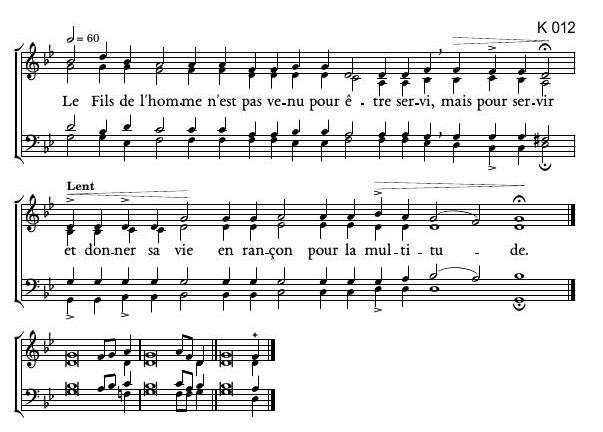 K 012
𝅗𝅥 = 60
Le Fils de l'hom-me n'est pas ve-nu pour ê - tre ser-vi, mais pour ser-vir
Lent
et don-ner sa vie en ran-çon pour la mul-ti-tu - de.